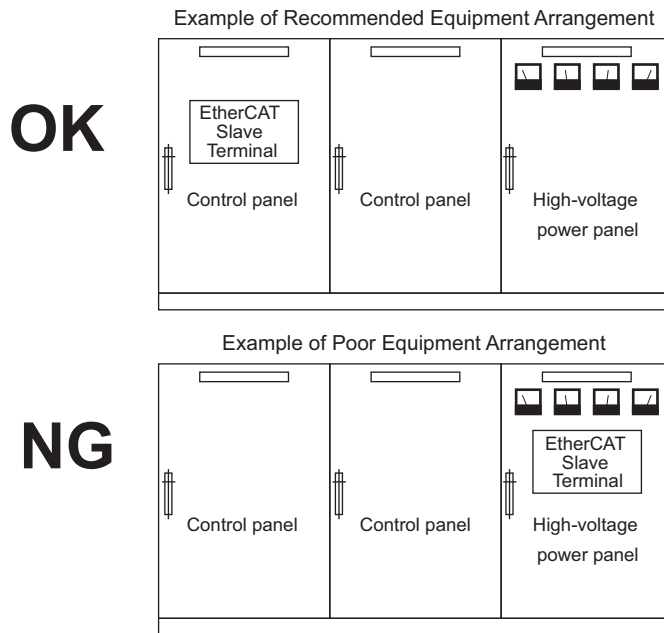 Example of Recommended Equipment Arrangement
OK
EtherCAT
Slave
Terminal
Control panel
Control panel
High-voltage
power panel
Example of Poor Equipment Arrangement
NG
EtherCAT
Slave
Terminal
Control panel
Control panel
High-voltage
power panel